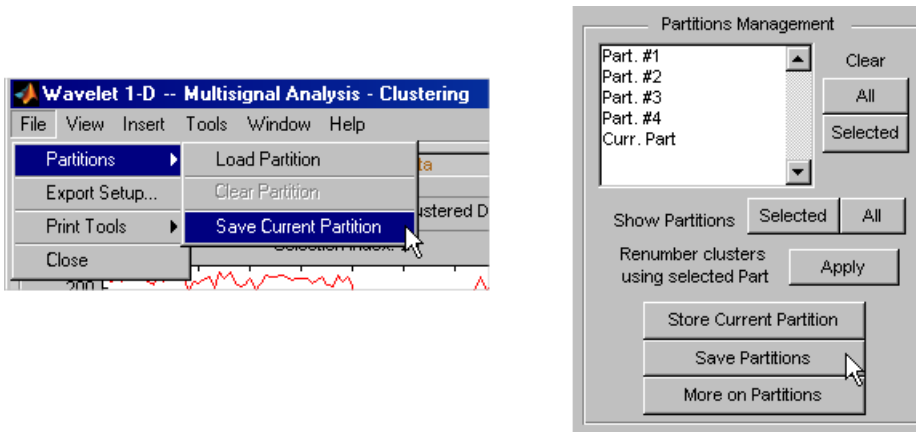 Wavelet 1-D -- Multisignal Analysis - Clustering
File View Insert Tools Window Help
Partitions
Export Setup...
Print Tools
Close
Load Partition
Clear Partition
Save Current Partition
ta
ustered D
200
Partitions Management
Part. #1
Part. #2
Part. #3
Part. #4
Curr. Part
Clear
All
Selected
Show Partitions Selected All
Renumber clusters
using selected Part
Apply
Store Current Partition
Save Partitions
More on Partitions